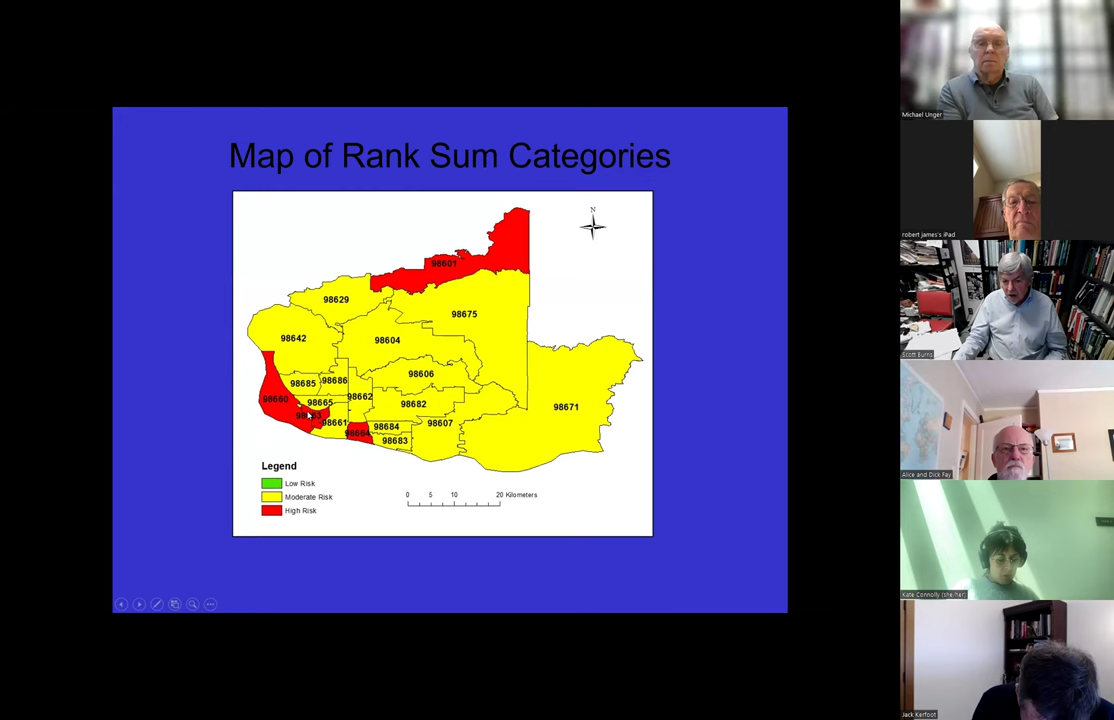 Map of Rank Sum Categories
N
98601
98629
98675
98642
98604
98606
98685
98686
98660
98662
98665
98682
98671
98661
98607
98684
98664
98683
Legend
Low Risk
Moderate Risk
High Risk
0 5 10 20 Kilometers
Michael Unger
robert james's iPad
Scott Burns
Alice and Dick Fay
Kate Connolly (she/her)
Jack Kerfoot